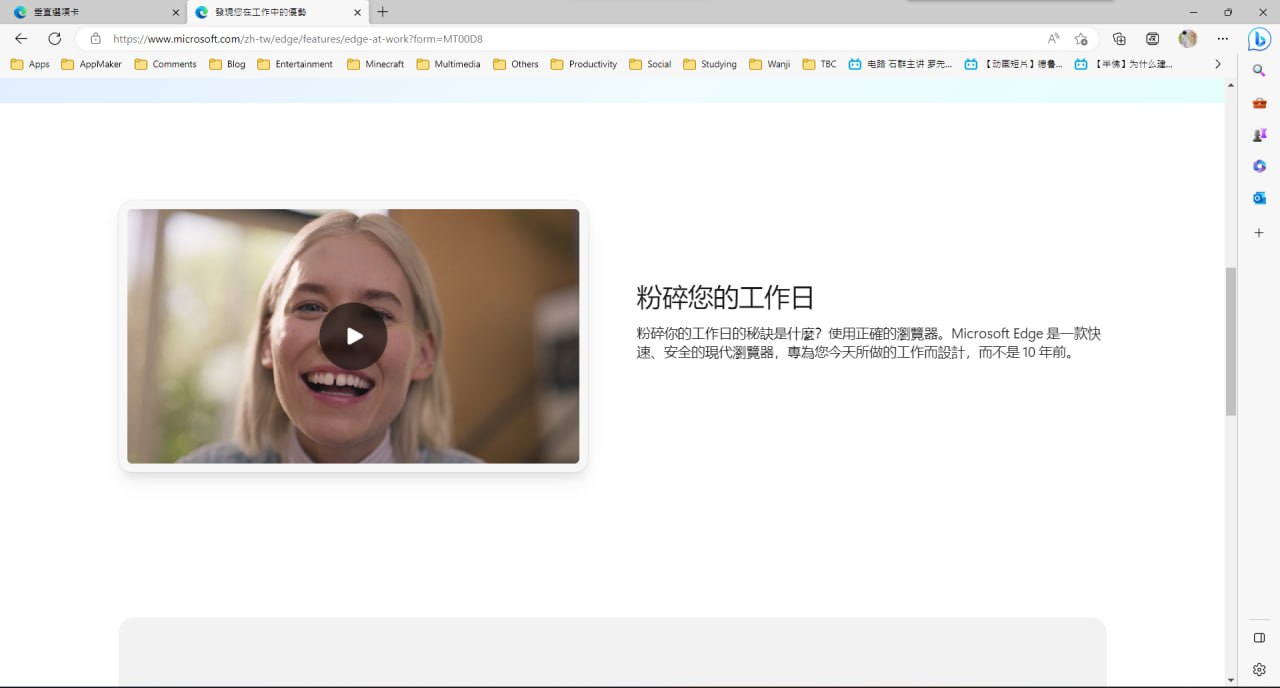 垂直選項卡
發現您在工作中的優勢
https://www.microsoft.com/zh-tw/edge/features/edge-at-work?form=MT00D8
Apps AppMaker Comments Blog Entertainment Minecraft Multimedia Others Productivity Social Studying Wanji TBC 电路 石群主讲 罗先... 【动画短片】德鲁... 【半佛】为什么建...
粉碎您的工作日
粉碎你的工作日的秘訣是什麼？使用正確的瀏覽器。Microsoft Edge 是一款快
速、安全的現代瀏覽器，專為您今天所做的工作而設計，而不是 10 年前。